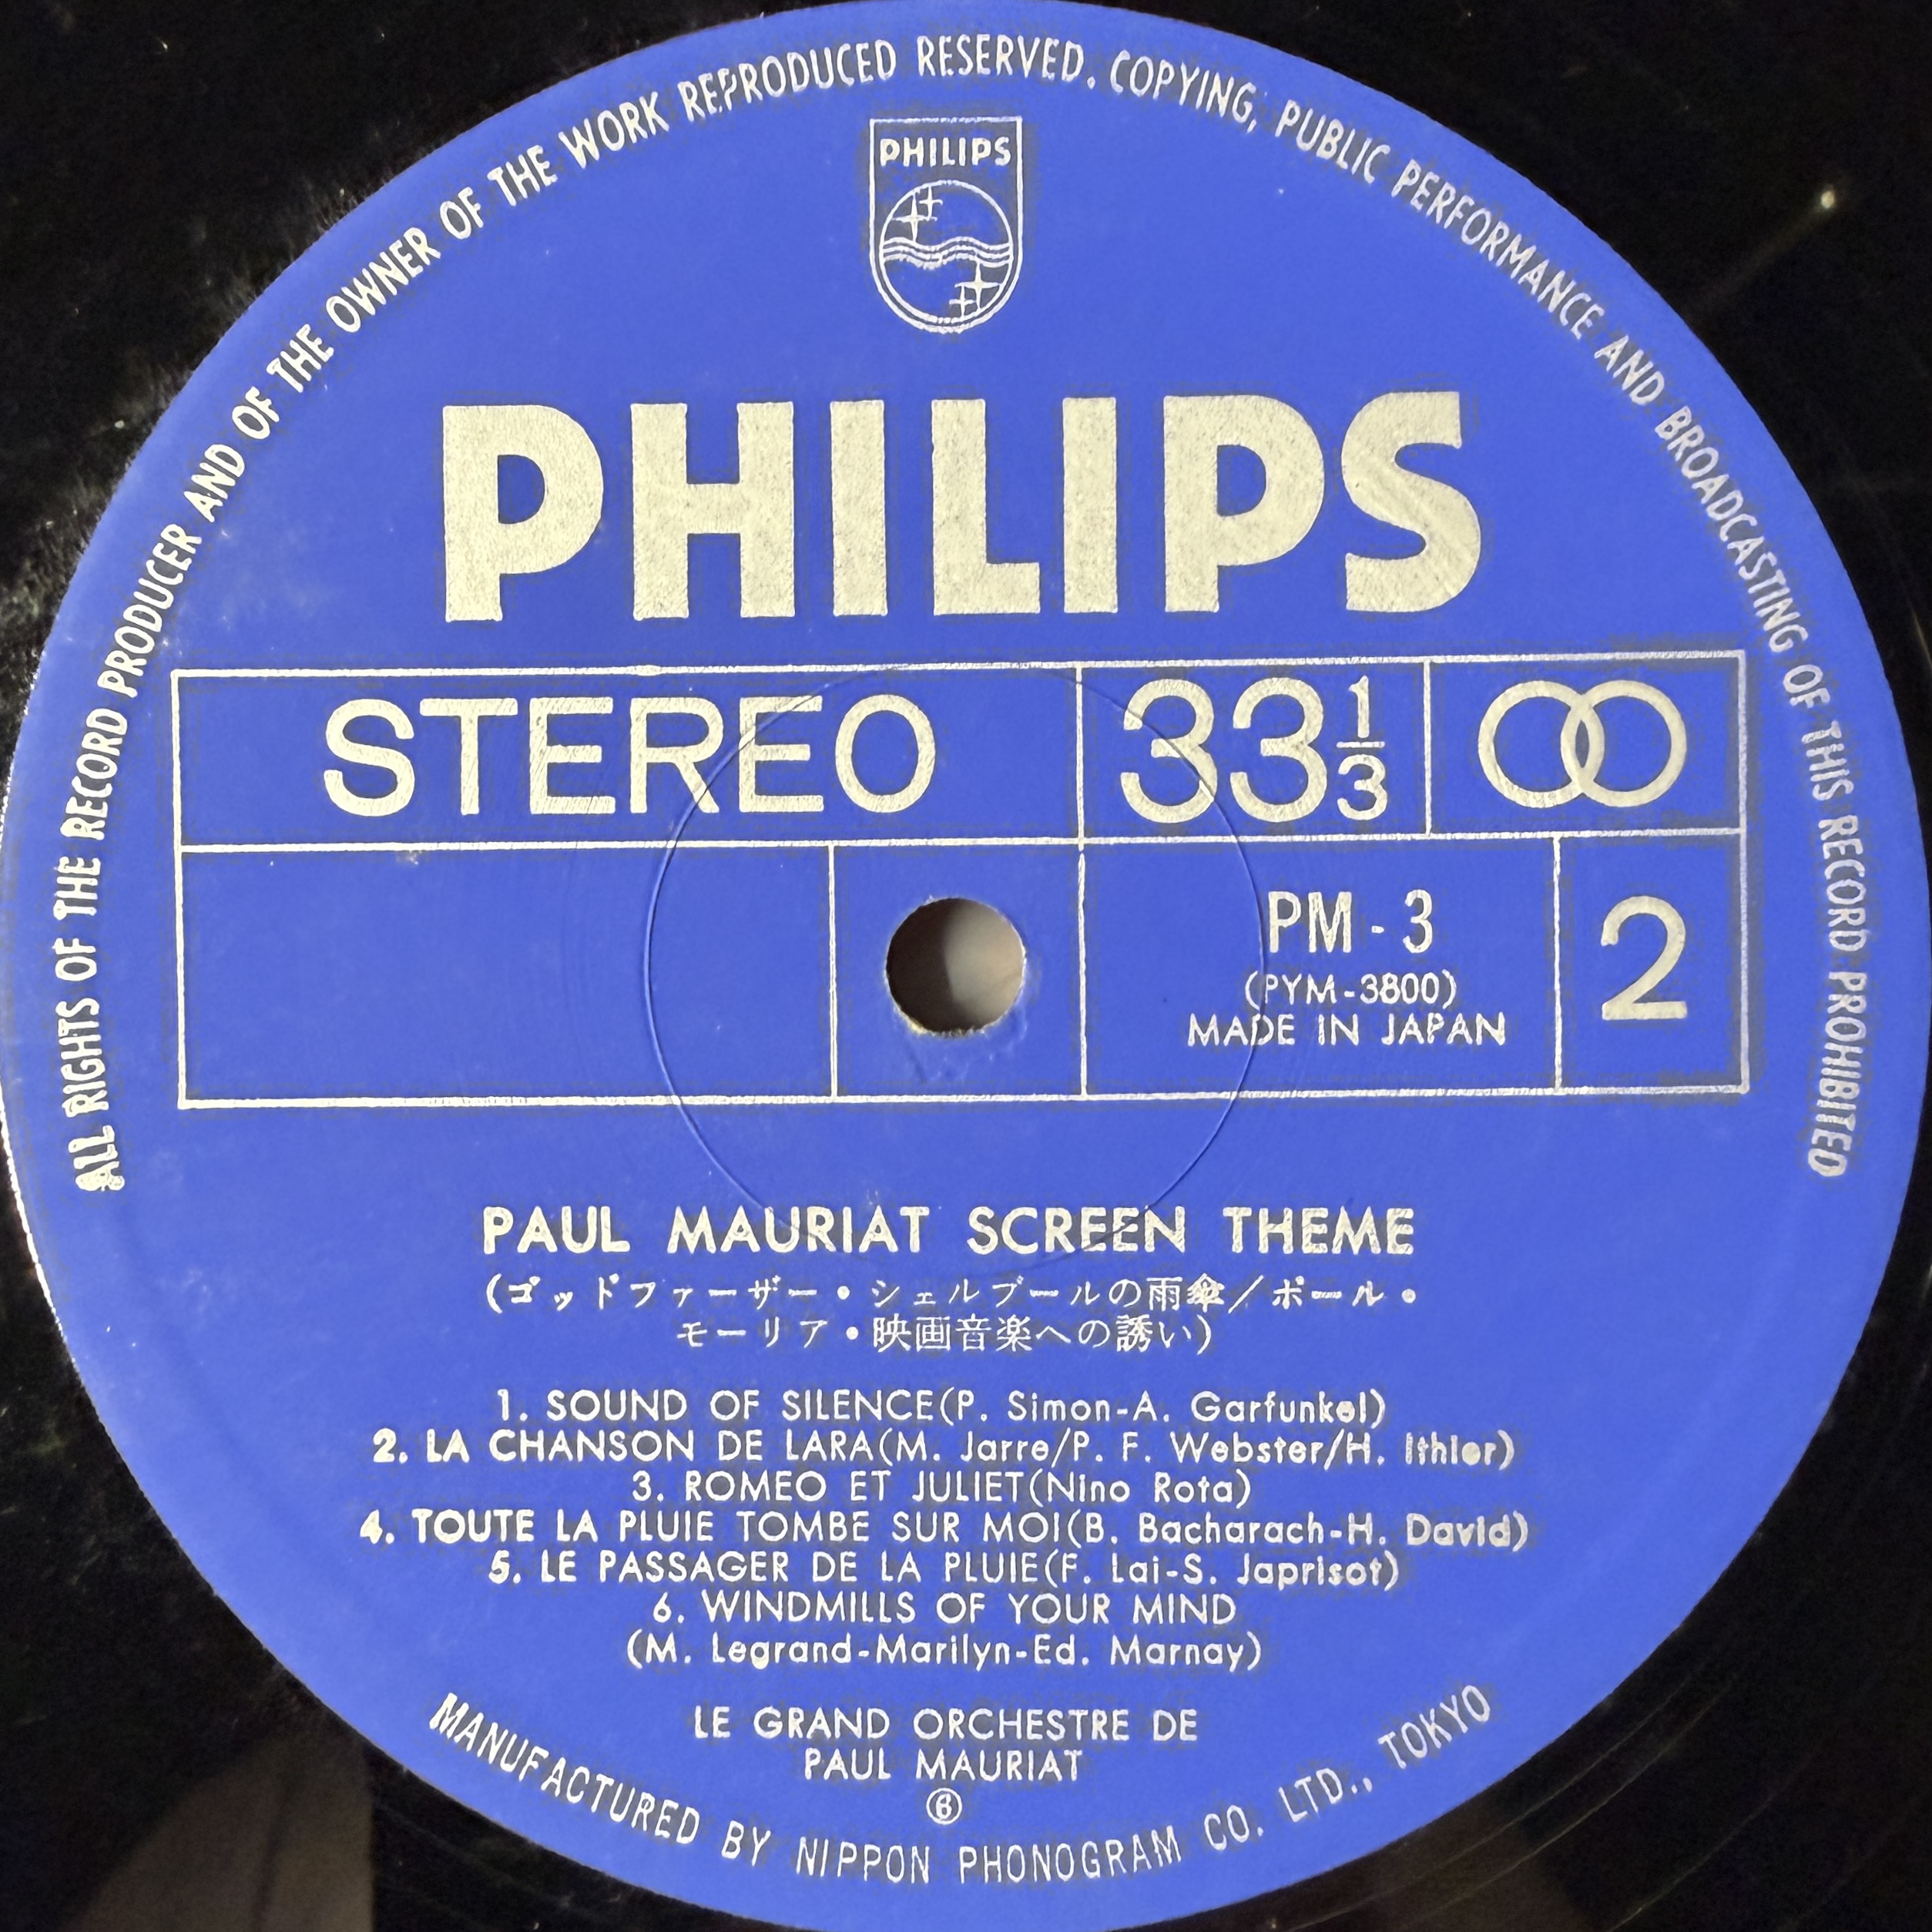 ALL RIGHTS OF THE RECORD PRODUCER AND OF THE OWNER OF THE WORK REPRODUCED RESERVED. COPYING, PUBLIC PERFORMANCE AND BROADCASTING OF THIS RECORD PROHIBITED
PHILIPS
PHILIPS
STEREO 33 1/3
PM - 3
(PYM-3800)
MADE IN JAPAN
2
PAUL MAURIAT SCREEN THEME
(ゴッドファーザー・シェルブールの雨傘/ポール・
モーリア・映画音楽への誘い)
1. SOUND OF SILENCE(P. Simon-A. Garfunkel)
2. LA CHANSON DE LARA(M. Jarre/P. F. Webster/H. Ithier)
3. ROMEO ET JULIET(Nino Rota)
4. TOUTE LA PLUIE TOMBE SUR MOI(B. Bacharach-H. David)
5. LE PASSAGER DE LA PLUIE(F. Lai-S. Japrisot)
6. WINDMILLS OF YOUR MIND
(M. Legrand-Marilyn-Ed. Marnay)
LE GRAND ORCHESTRE DE
PAUL MAURIAT
MANUFACTURED BY NIPPON PHONOGRAM CO. LTD., TOKYO